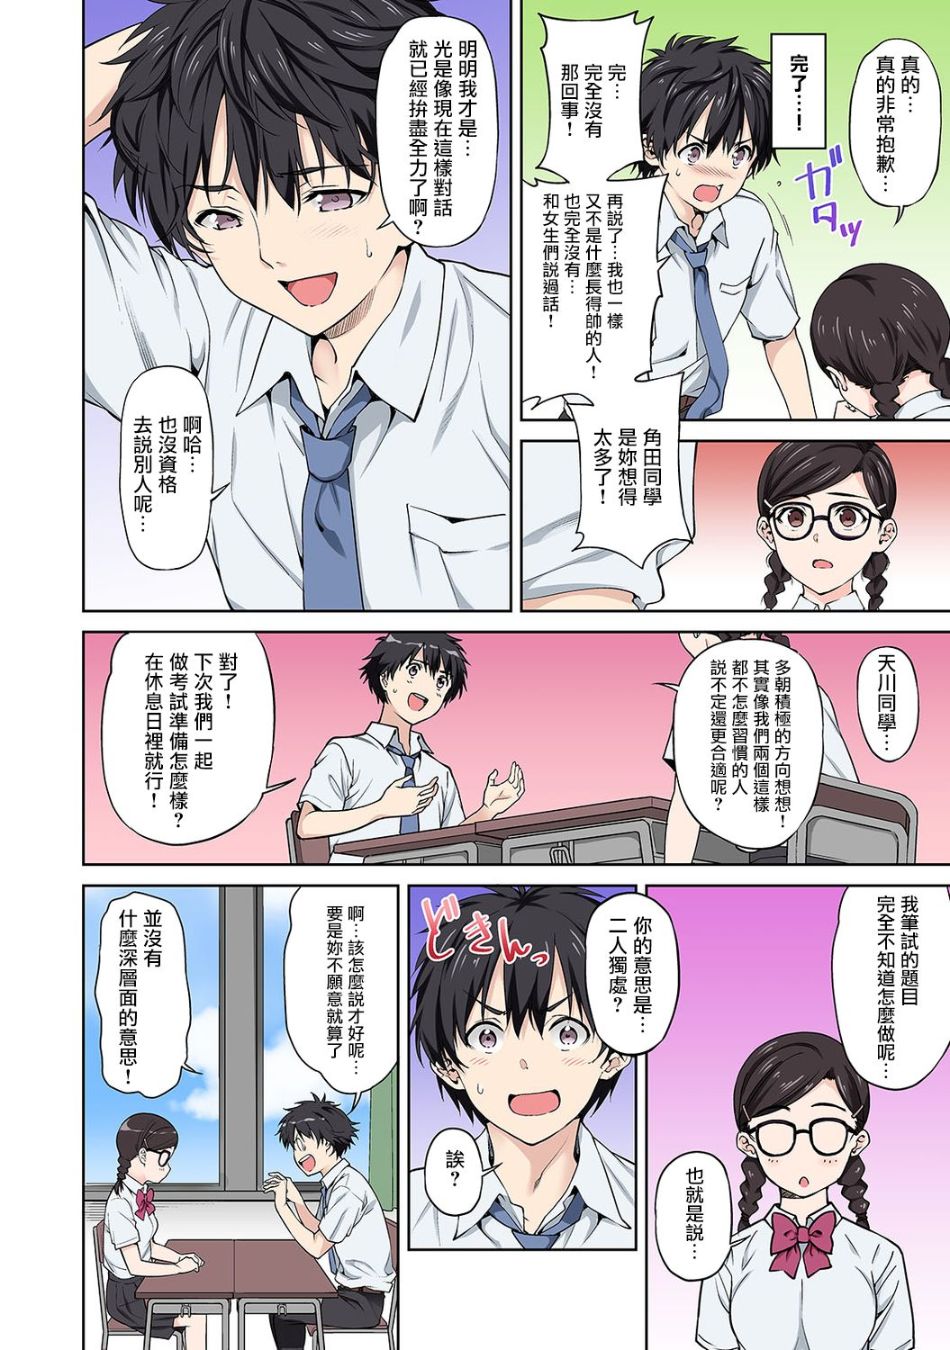 真的…
真的非常抱歉…
完了…!
ガタッ
完…
完全沒有
那回事！
再說了…我也一樣
又不是什麼長得帥的人！
也完全沒有…
和女生們說過話！
角田同學
是妳想得
太多了！
明明我才是…
光是像現在這樣對話
就已經拚盡全力了啊？
啊哈…
也沒資格
去說別人呢…
天川同學…
多朝積極的方向想想！
其實像我們兩個這樣
都不怎麼習慣的人
說不定還更合適呢？
對了！
下次我們一起
做考試準備怎麼樣？
在休息日裡就行！
我筆試的題目
完全不知道怎麼做呢…
也就是說…
你的意思是…
二人獨處？
どきんっ
誒？
啊…該怎麼說才好呢…
要是妳不願意就算了…
並沒有
什麼深層面的意思！